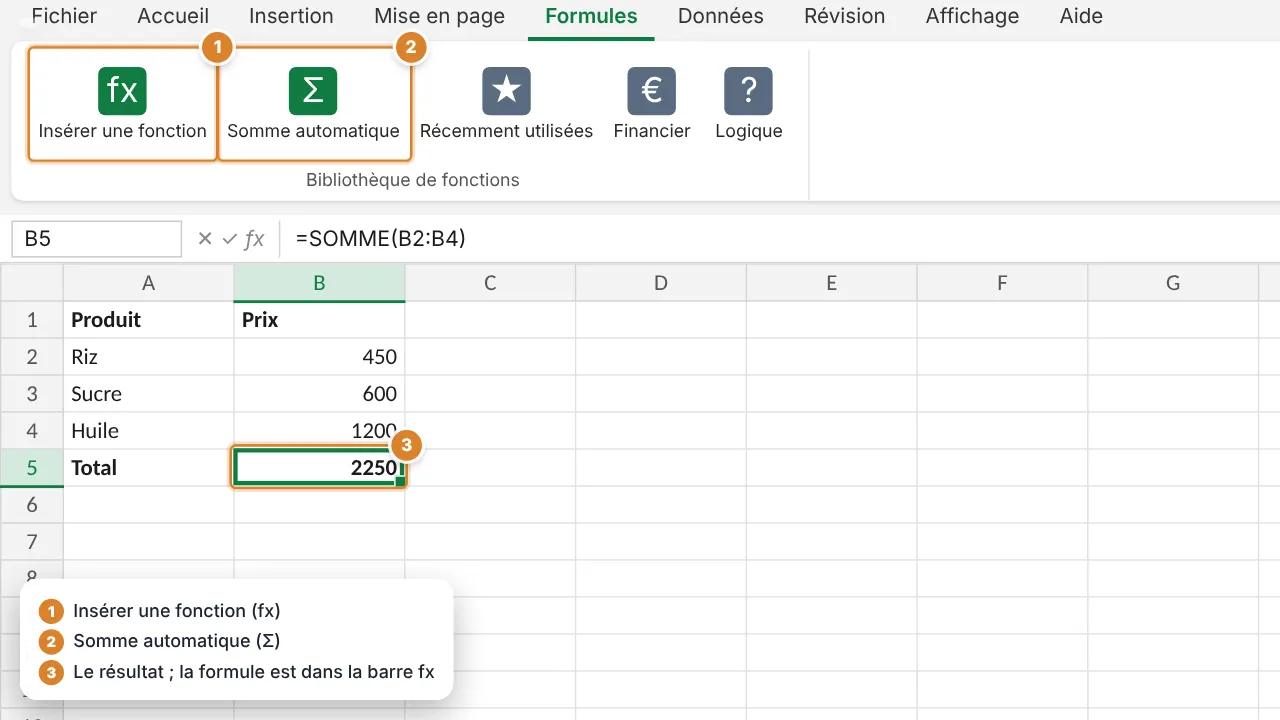 Fichier Accueil Insertion Mise en page Formules Données Révision Affichage Aide
1 2
fx Σ ★ € ?
Insérer une fonction Somme automatique Récemment utilisées Financier Logique
Bibliothèque de fonctions
B5 ✕ ✓ fx =SOMME(B2:B4)
A B C D E F G
1 Produit Prix
2 Riz 450
3 Sucre 600
4 Huile 1200
3
5 Total 2250
6
7
8
1 Insérer une fonction (fx)
2 Somme automatique (Σ)
3 Le résultat ; la formule est dans la barre fx